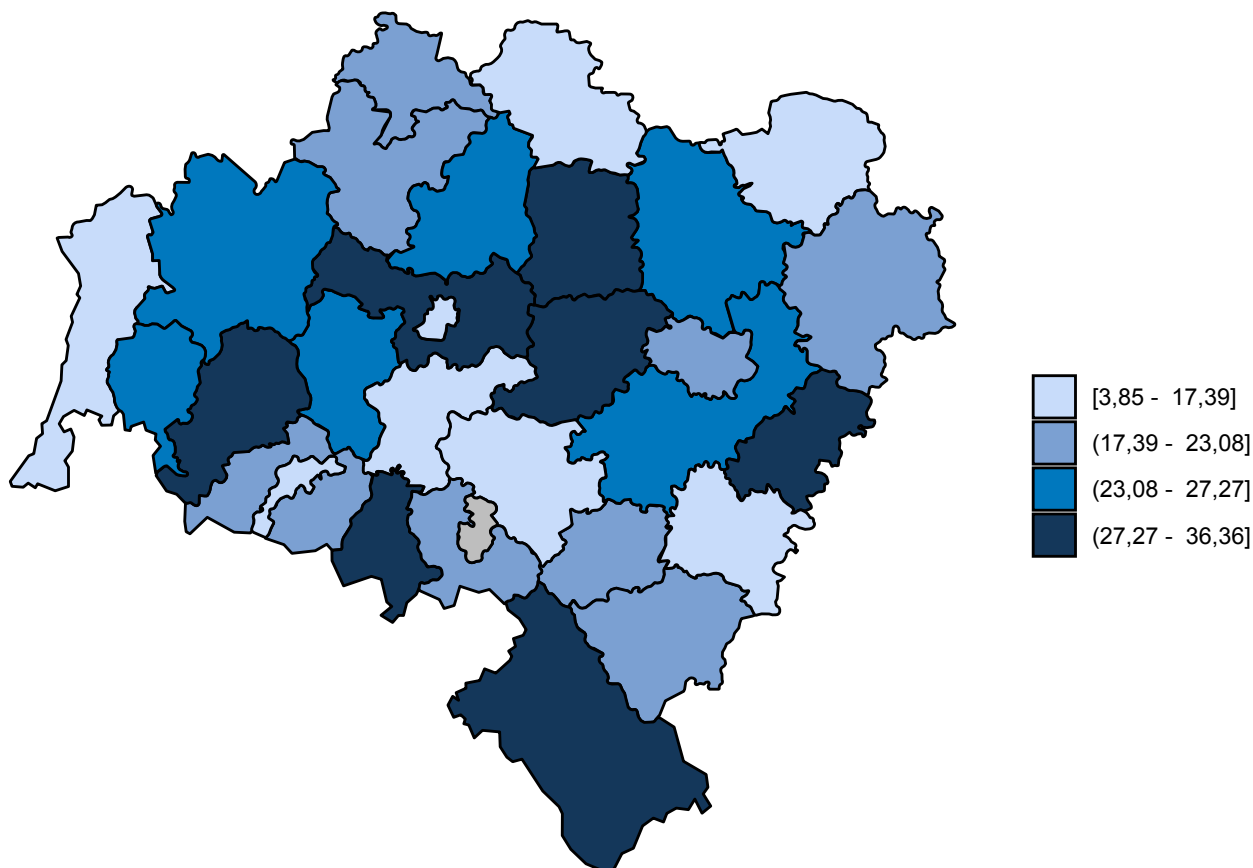 [3,85 - 17,39]
(17,39 - 23,08]
(23,08 - 27,27]
(27,27 - 36,36]